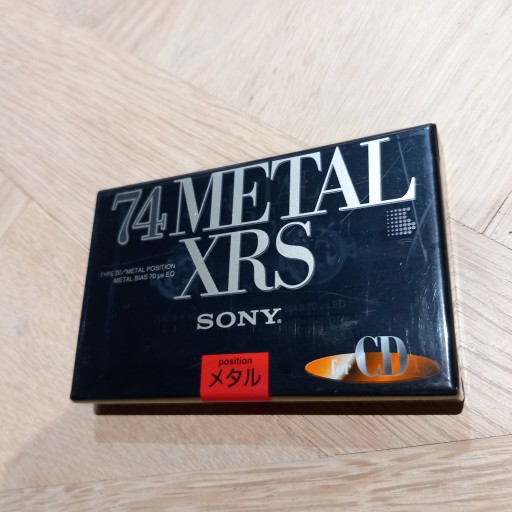 74 METAL
XRS
TYPE IV/METAL POSITION
METAL BIAS 70 μs EQ
SONY®
position
メタル
for CD